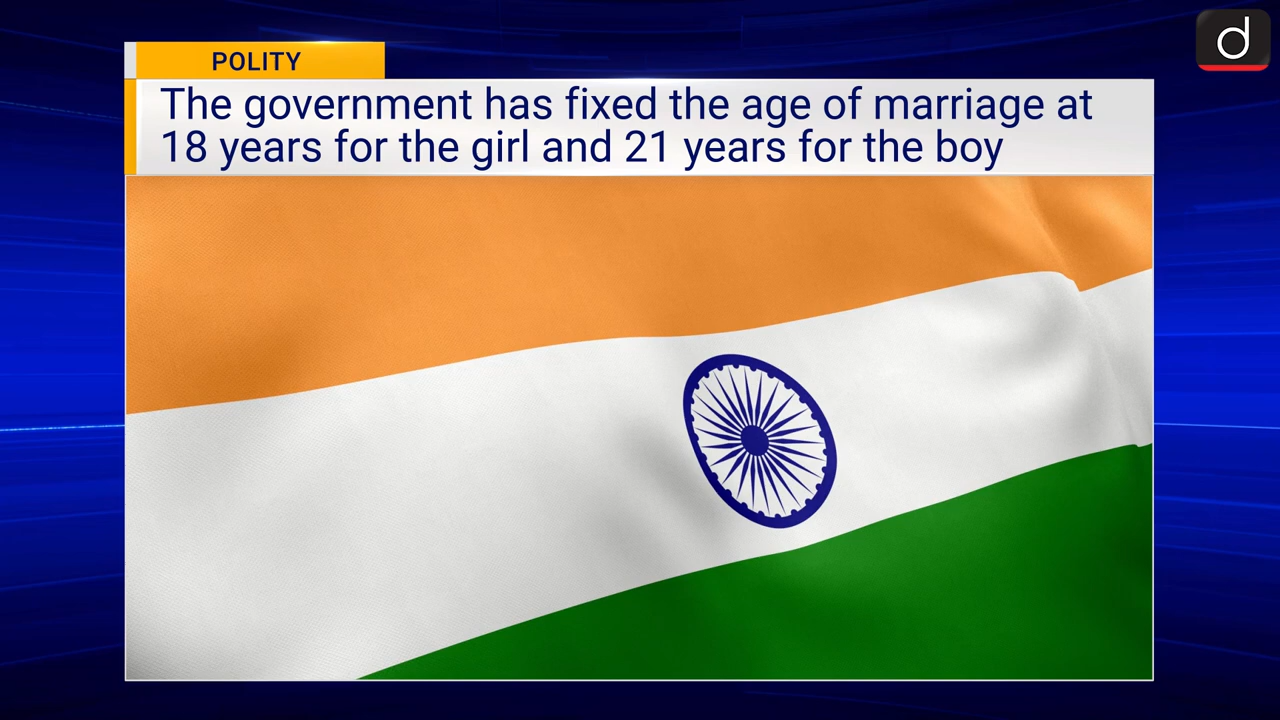 POLITY
The government has fixed the age of marriage at
18 years for the girl and 21 years for the boy
d